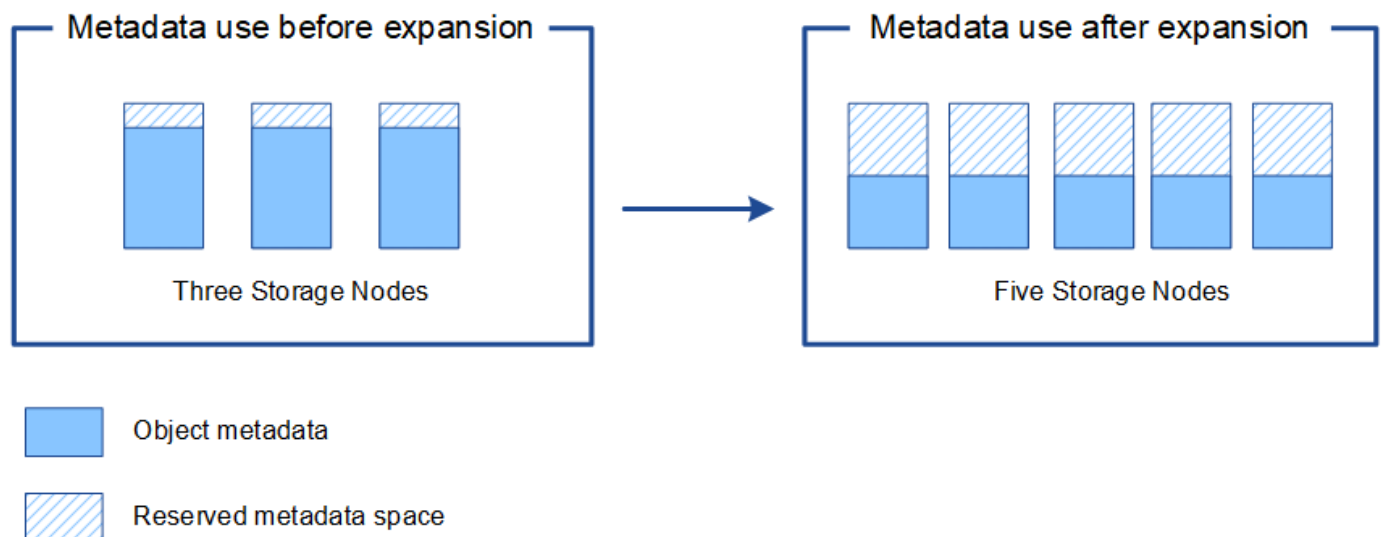 Metadata use before expansion
Metadata use after expansion
Three Storage Nodes
Five Storage Nodes
Object metadata
Reserved metadata space